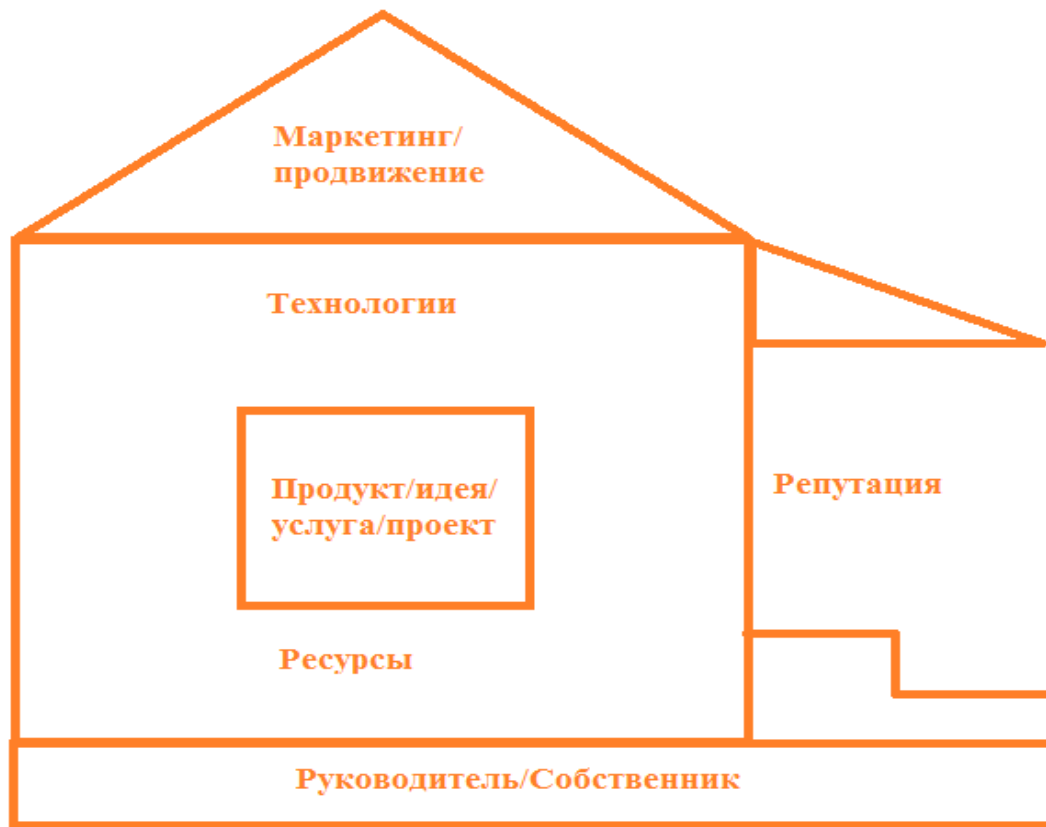 Маркетинг/
продвижение
Технологии
Продукт/идея/
услуга/проект
Репутация
Ресурсы
Руководитель/Собственник